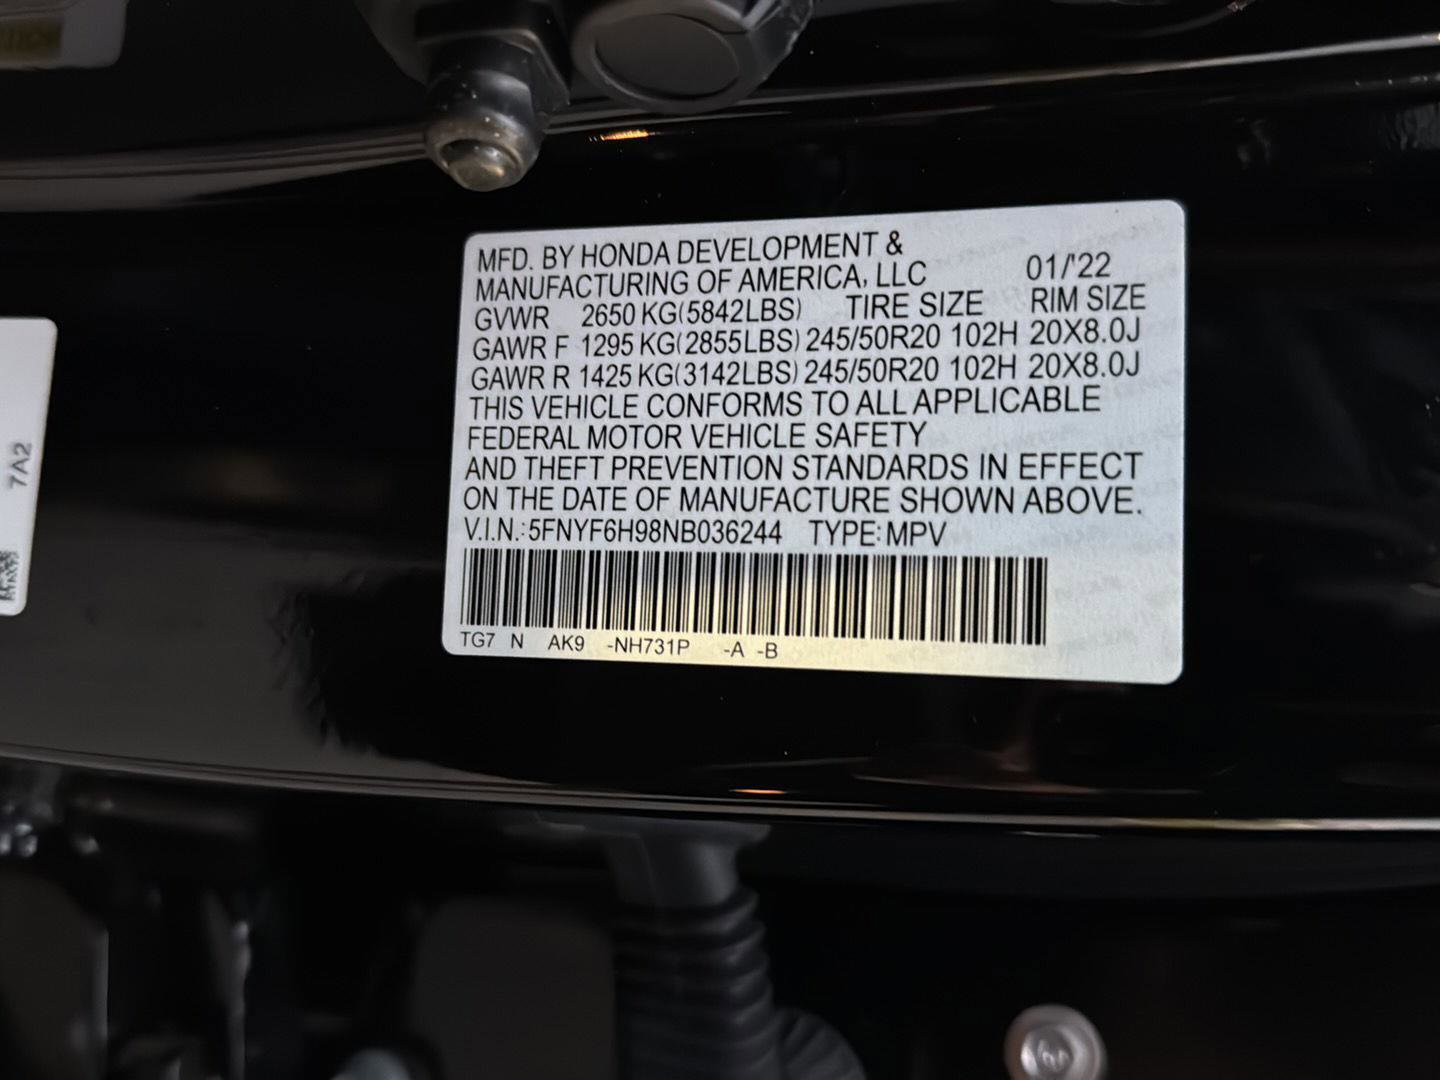 MFD. BY HONDA DEVELOPMENT &
MANUFACTURING OF AMERICA, LLC 01/'22
GVWR 2650 KG(5842LBS) TIRE SIZE RIM SIZE
GAWR F 1295 KG(2855LBS) 245/50R20 102H 20X8.0J
GAWR R 1425 KG(3142LBS) 245/50R20 102H 20X8.0J
THIS VEHICLE CONFORMS TO ALL APPLICABLE
FEDERAL MOTOR VEHICLE SAFETY
AND THEFT PREVENTION STANDARDS IN EFFECT
ON THE DATE OF MANUFACTURE SHOWN ABOVE.
V.I.N.: 5FNYF6H98NB036244 TYPE: MPV
TG7 N AK9 -NH731P -A -B
7A2